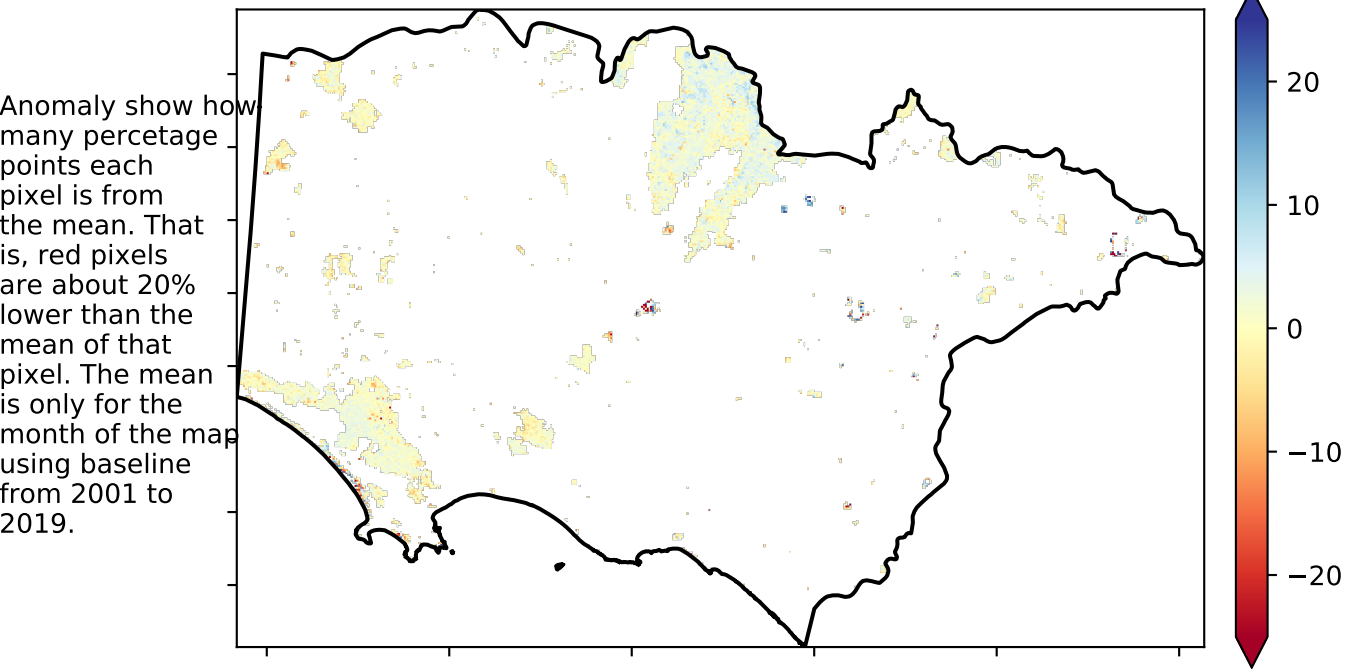 Anomaly show how
many percetage
points each
pixel is from
the mean. That
is, red pixels
are about 20%
lower than the
mean of that
pixel. The mean
is only for the
month of the map
using baseline
from 2001 to
2019.
20
10
0
−10
−20